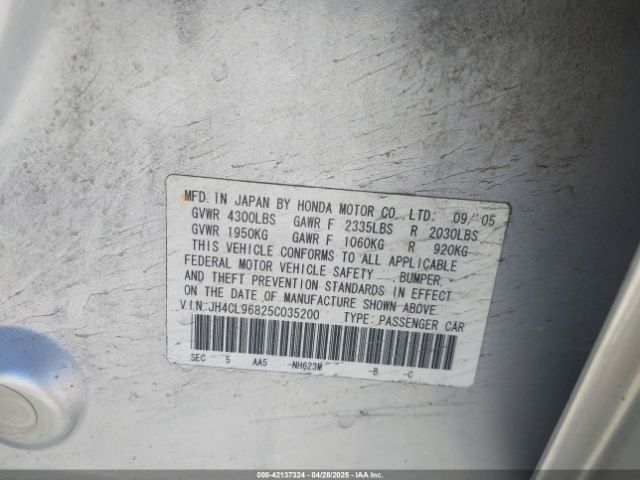 MFD. IN JAPAN BY HONDA MOTOR CO., LTD: 09/'05
GVWR 4300LBS GAWR F 2335LBS R 2030LBS
GVWR 1950KG GAWR F 1060KG R 920KG
THIS VEHICLE CONFORMS TO ALL APPLICABLE
FEDERAL MOTOR VEHICLE SAFETY , BUMPER,
AND THEFT PREVENTION STANDARDS IN EFFECT
ON THE DATE OF MANUFACTURE SHOWN ABOVE.
V.I.N.:JH4CL96825C035200 TYPE: PASSENGER CAR
SEC 5 AA5 -NH623M -B -C
000-42137324 | 04/28/2025 | IAAI.COM